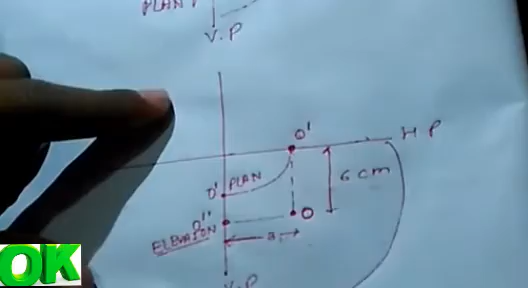 PLAN
V.P
O'
H P
6 cm
O' PLAN
O"
O
ELEVATION
V.P
OK